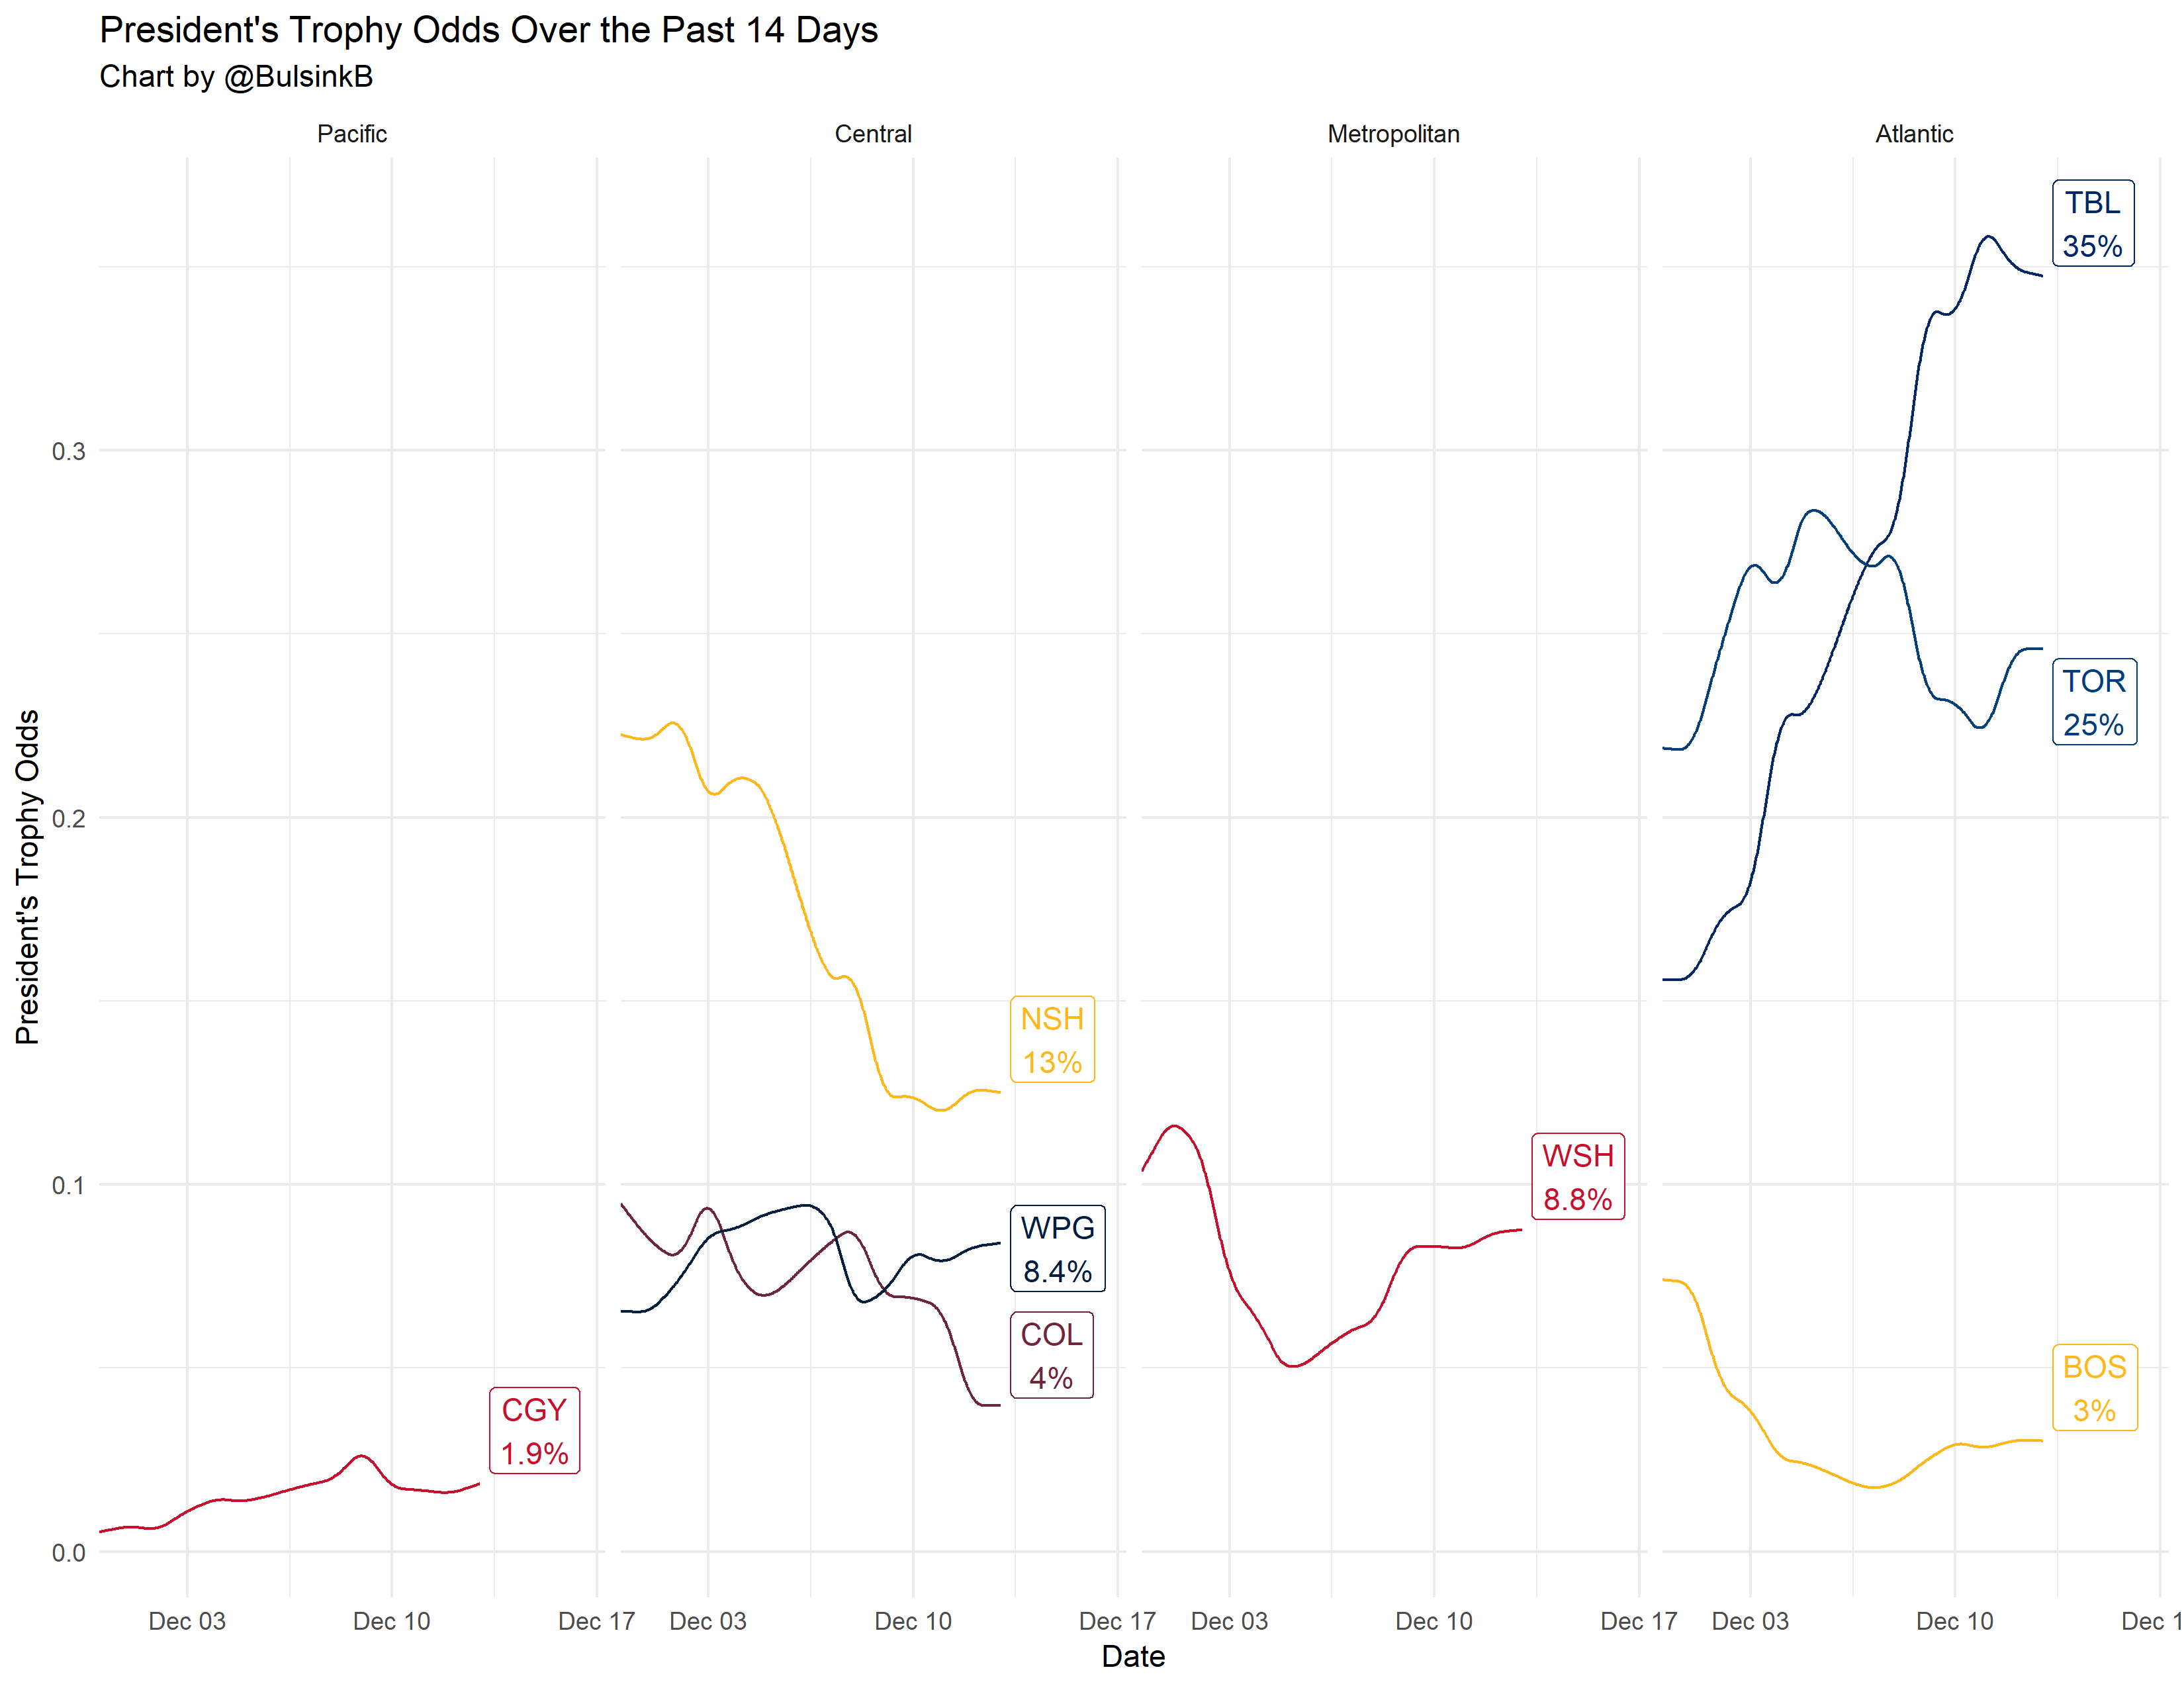 President's Trophy Odds Over the Past 14 Days
Chart by @BulsinkB
Pacific
Central
Metropolitan
Atlantic
President's Trophy Odds
0.3
0.2
0.1
0.0
CGY
1.9%
NSH
13%
WPG
8.4%
COL
4%
WSH
8.8%
TBL
35%
TOR
25%
BOS
3%
Dec 03
Dec 10
Dec 17
Dec 03
Dec 10
Dec 17
Dec 03
Dec 10
Dec 17
Dec 03
Dec 10
Dec 1
Date